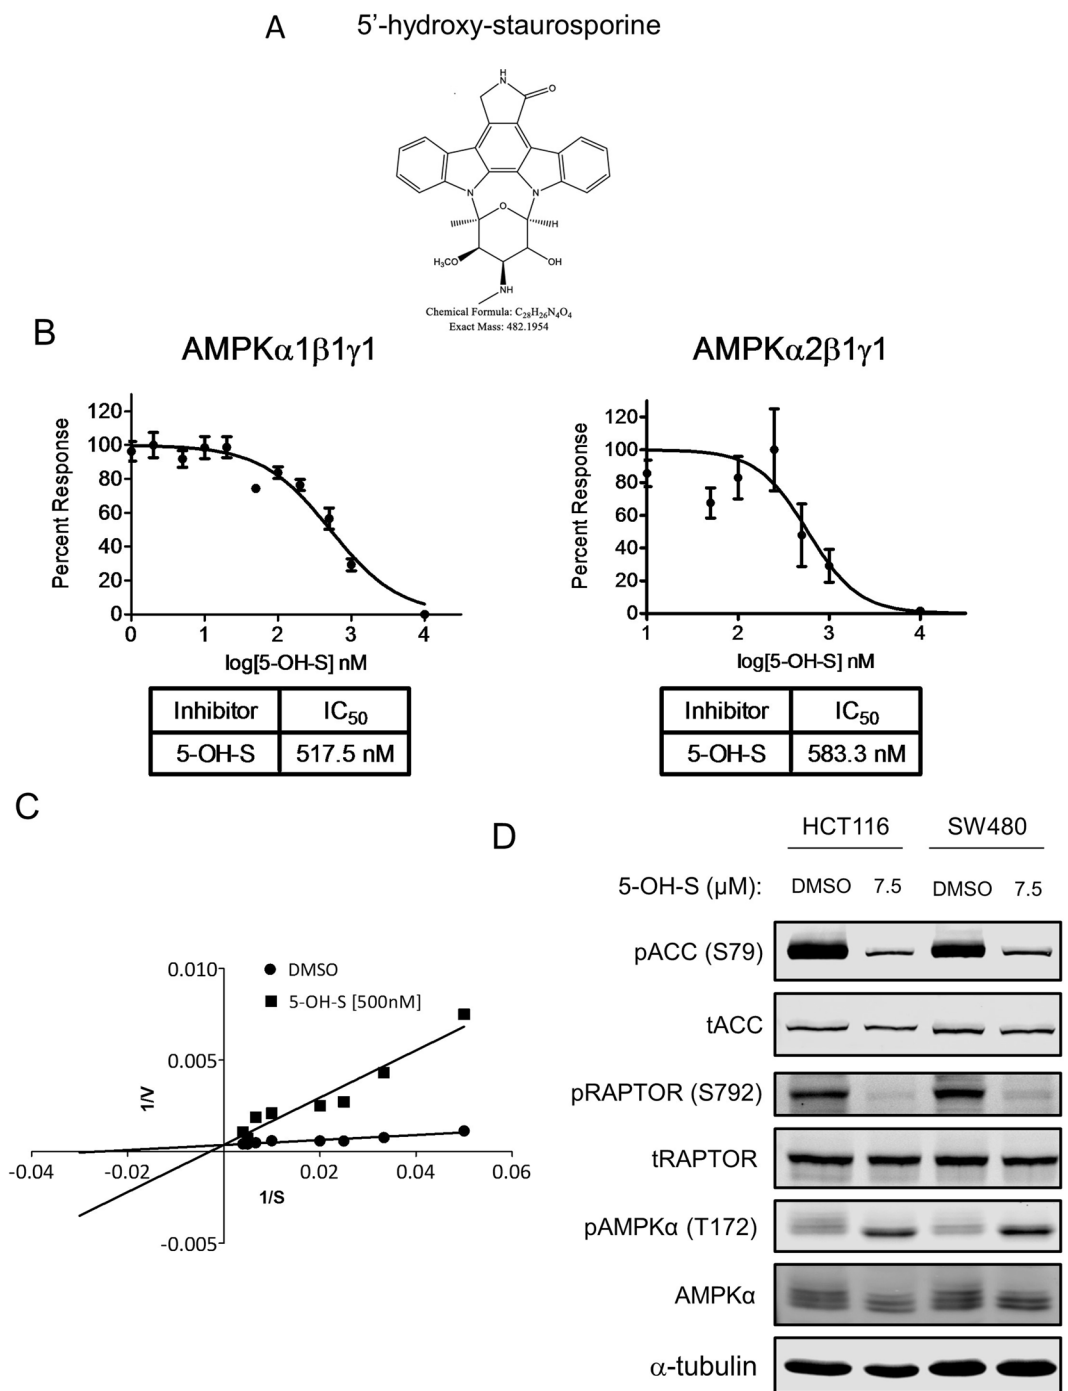 A 5’-hydroxy-staurosporine
H
N
O
N N
O
H
H₃CO OH
NH
Chemical Formula: C₂₈H₂₆N₄O₄
Exact Mass: 482.1954
B
AMPKα1β1γ1
120
100
80
60
40
20
0
0 1 2 3 4
Percent Response
log[5-OH-S] nM
Inhibitor IC₅₀
5-OH-S 517.5 nM
AMPKα2β1γ1
120
100
80
60
40
20
0
1 2 3 4
Percent Response
log[5-OH-S] nM
Inhibitor IC₅₀
5-OH-S 583.3 nM
C
0.010
0.005
-0.005
-0.04 -0.02 0.02 0.04 0.06
1/V
1/S
DMSO
5-OH-S [500nM]
D
HCT116 SW480
5-OH-S (μM): DMSO 7.5 DMSO 7.5
pACC (S79)
tACC
pRAPTOR (S792)
tRAPTOR
pAMPKα (T172)
AMPKα
α-tubulin